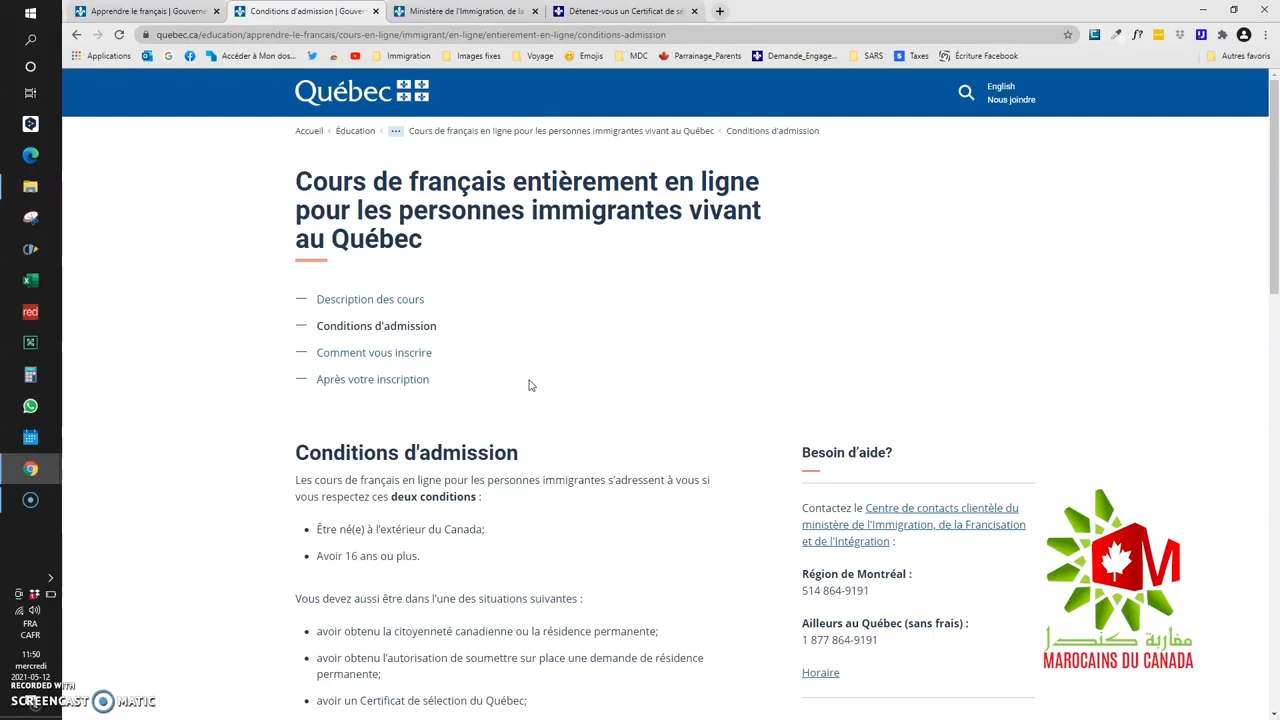 Apprendre le français | Gouvernem
Conditions d'admission | Gouvern
Ministère de l'Immigration, de la
Détenez-vous un Certificat de sél
quebec.ca/education/apprendre-le-francais/cours-en-ligne/immigrant/en-ligne/entierement-en-ligne/conditions-admission
Applications
Accéder à Mon dos...
Immigration
Images fixes
Voyage
Emojis
MDC
Parrainage_Parents
Demande_Engage...
SARS
Taxes
Écriture Facebook
Autres favoris
Québec
English
Nous joindre
Accueil
Éducation
...
Cours de français en ligne pour les personnes immigrantes vivant au Québec
Conditions d'admission
Cours de français entièrement en ligne
pour les personnes immigrantes vivant
au Québec
Description des cours
Conditions d'admission
Comment vous inscrire
Après votre inscription
Conditions d'admission
Les cours de français en ligne pour les personnes immigrantes s'adressent à vous si
vous respectez ces deux conditions :
Être né(e) à l'extérieur du Canada;
Avoir 16 ans ou plus.
Vous devez aussi être dans l'une des situations suivantes :
avoir obtenu la citoyenneté canadienne ou la résidence permanente;
avoir obtenu l'autorisation de soumettre sur place une demande de résidence
permanente;
avoir un Certificat de sélection du Québec;
Besoin d'aide?
Contactez le Centre de contacts clientèle du
ministère de l'Immigration, de la Francisation
et de l'Intégration :
Région de Montréal :
514 864-9191
Ailleurs au Québec (sans frais) :
1 877 864-9191
Horaire
M
مغاربة كندا
MAROCAINS DU CANADA
red
FRA
CAFR
11:50
mercredi
2021-05-12
RECORDED WITH
SCREENCAST MATIC